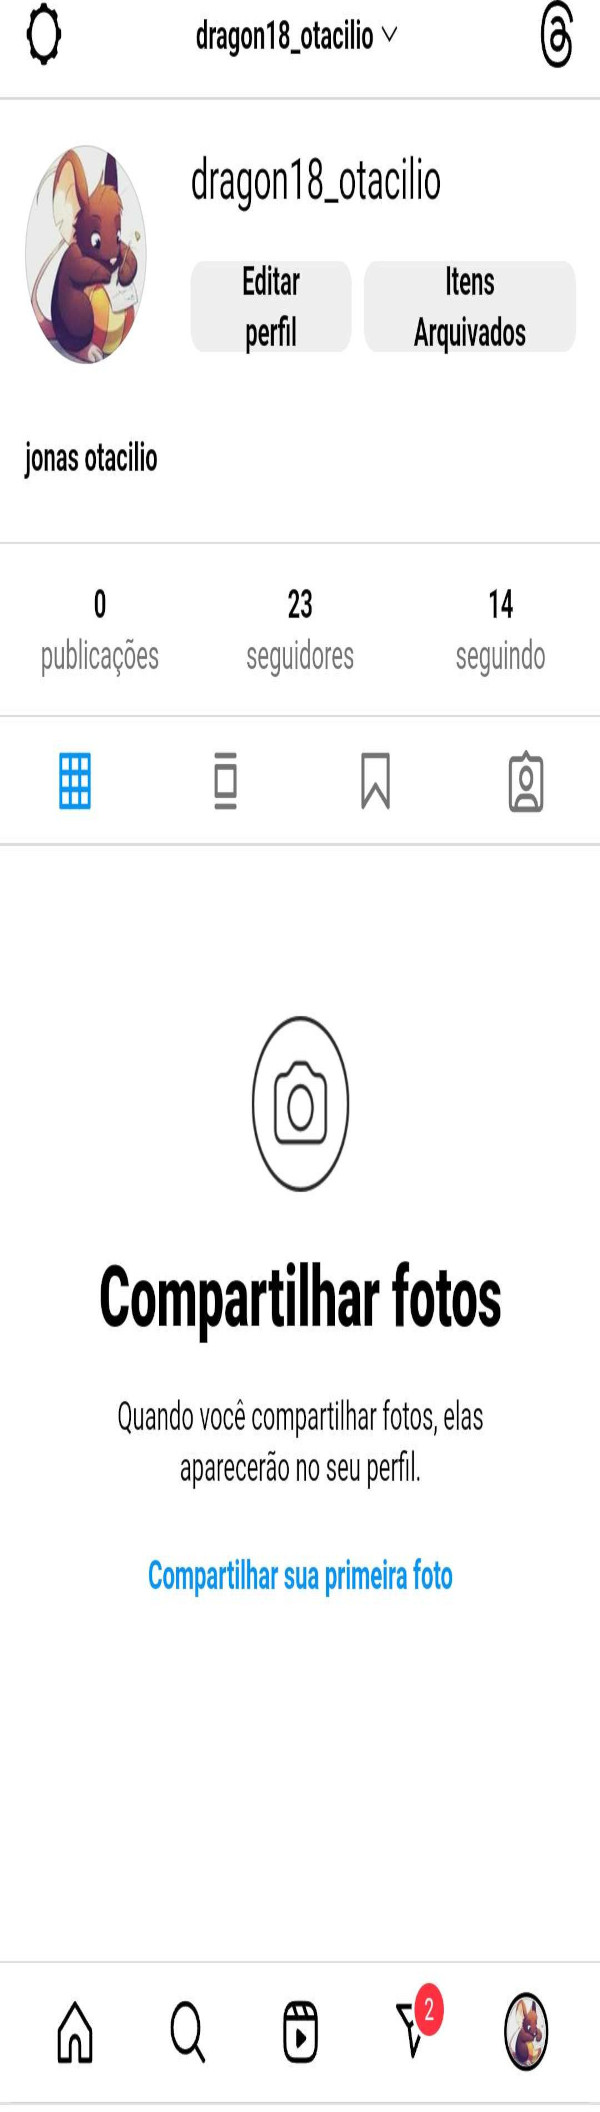 dragon18_otacilio
dragon18_otacilio
Editar
perfil
Itens
Arquivados
jonas otacilio
0
publicações
23
seguidores
14
seguindo
Compartilhar fotos
Quando você compartilhar fotos, elas
aparecerão no seu perfil.
Compartilhar sua primeira foto
2